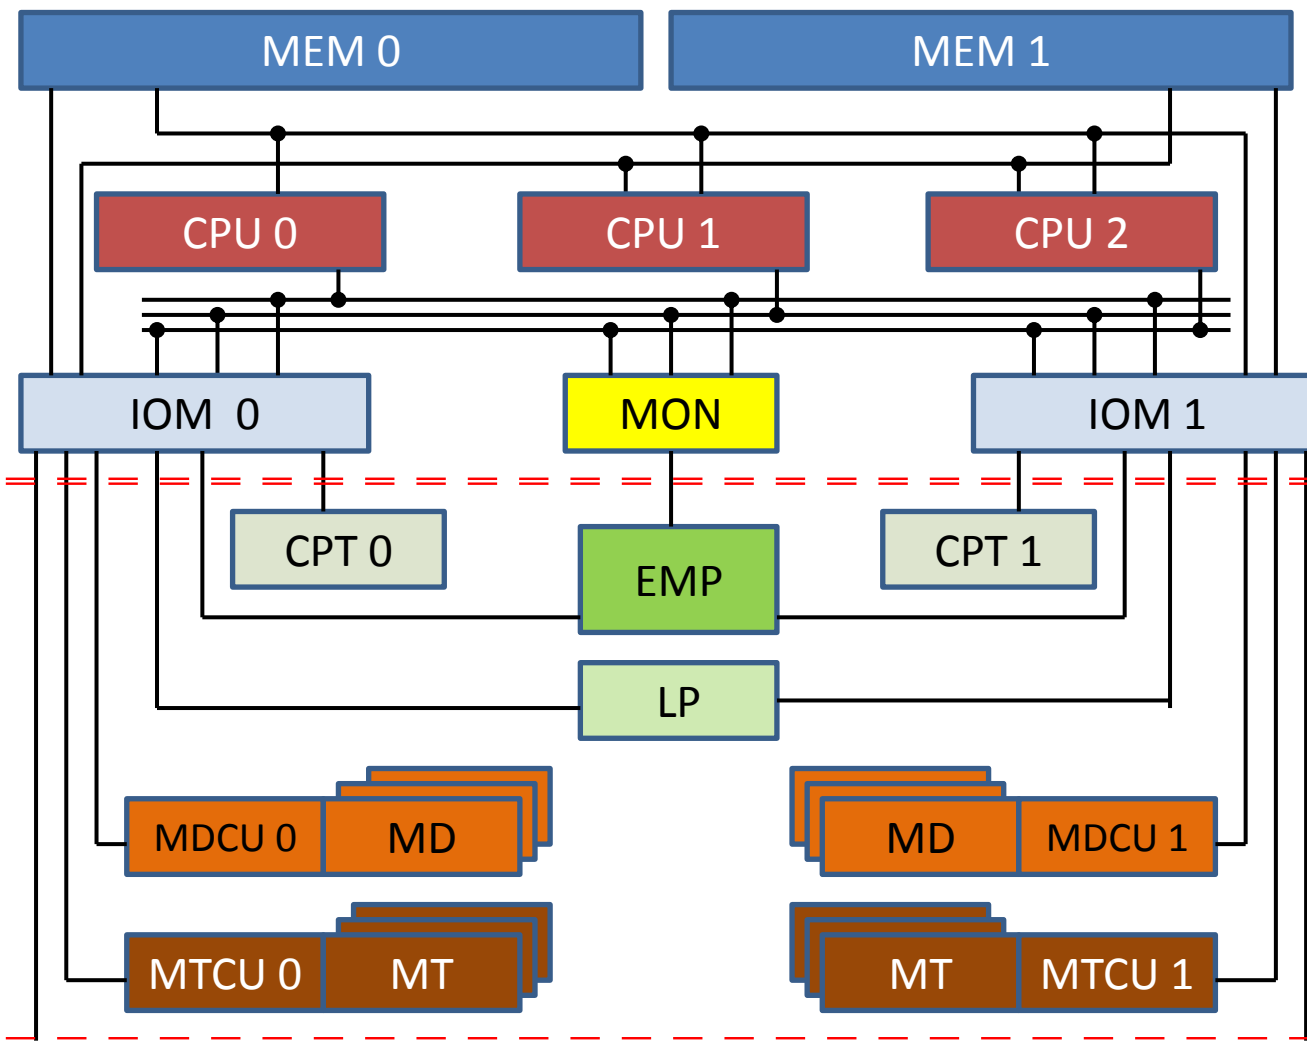 MEM 0
MEM 1
CPU 0
CPU 1
CPU 2
IOM 0
MON
IOM 1
CPT 0
EMP
CPT 1
LP
MDCU 0
MD
MD
MDCU 1
MTCU 0
MT
MT
MTCU 1